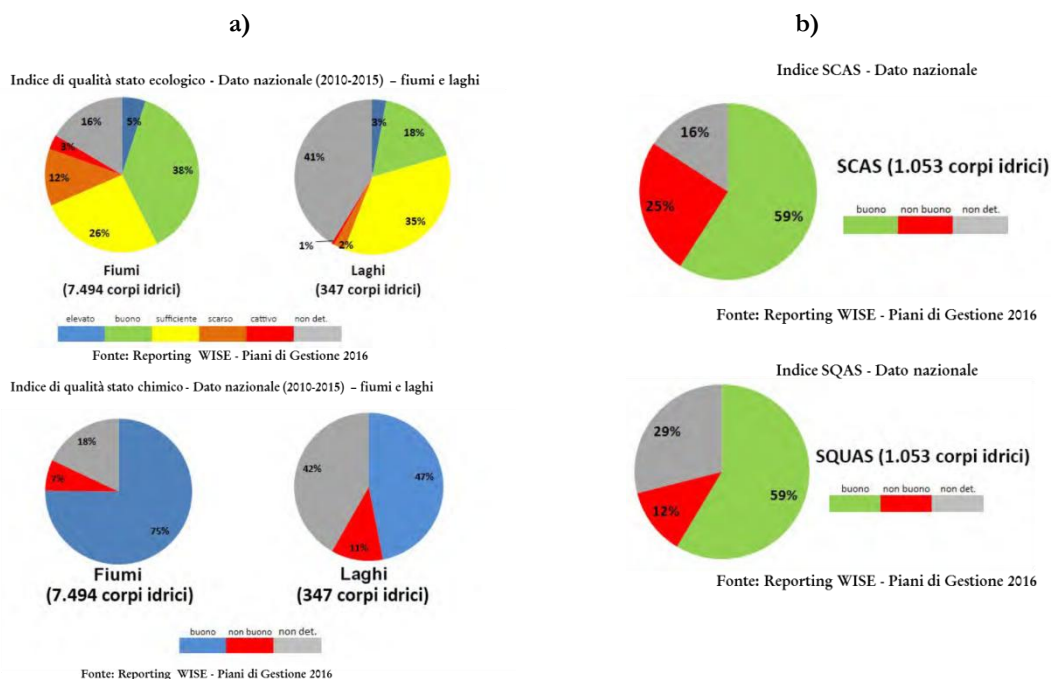 a)
Indice di qualità stato ecologico - Dato nazionale (2010-2015) – fiumi e laghi
16%
5%
3%
12%
38%
26%
Fiumi
(7.494 corpi idrici)
3%
18%
41%
35%
1%
2%
Laghi
(347 corpi idrici)
elevato buono sufficiente scarso cattivo non det.
Fonte: Reporting WISE - Piani di Gestione 2016
Indice di qualità stato chimico - Dato nazionale (2010-2015) – fiumi e laghi
18%
7%
75%
Fiumi
(7.494 corpi idrici)
42%
47%
11%
Laghi
(347 corpi idrici)
buono non buono non det.
Fonte: Reporting WISE - Piani di Gestione 2016
b)
Indice SCAS - Dato nazionale
16%
25%
59%
SCAS (1.053 corpi idrici)
buono non buono non det.
Fonte: Reporting WISE - Piani di Gestione 2016
Indice SQAS - Dato nazionale
29%
12%
59%
SQUAS (1.053 corpi idrici)
buono non buono non det.
Fonte: Reporting WISE - Piani di Gestione 2016